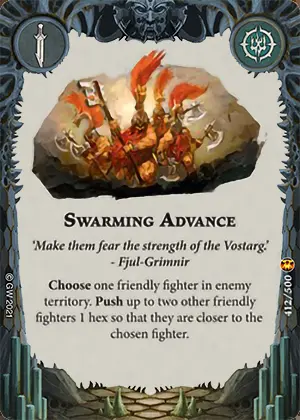 SWARMING ADVANCE
'Make them fear the strength of the Vostarg.'
- Fjul-Grimnir
Choose one friendly fighter in enemy
territory. Push up to two other friendly
fighters 1 hex so that they are closer to the
chosen fighter.
© GW 2021
412/500